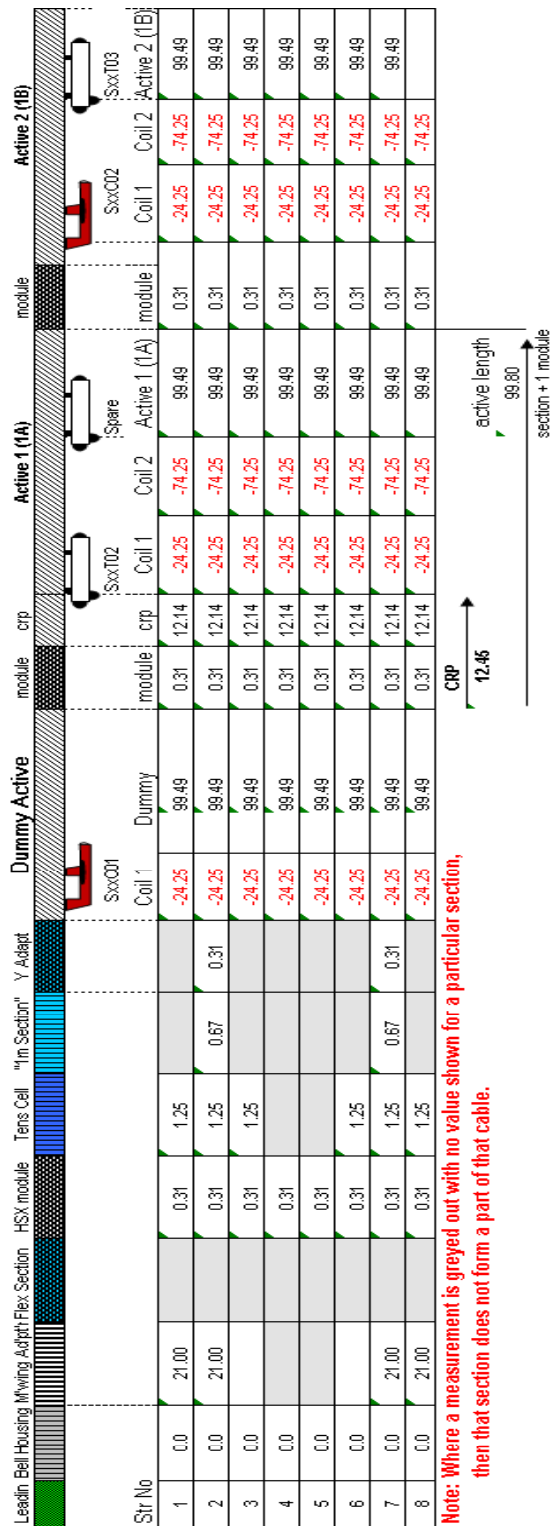 Leadin Bell Housing M'wing Ad'pt'r Flex Section HSX module Tens Cell "1m Section" Y Adapt Dummy Active module crp Active 1 (1A) module Active 2 (1B)
SxxC01 SxxT02 Spare SxxC02 SxxT03
Str No Coil 1 Dummy module crp Coil 1 Coil 2 Active 1 (1A) module Coil 1 Coil 2 Active 2 (1B)
1 0.0 21.00 0.31 1.25 -24.25 99.49 0.31 12.14 -24.25 -74.25 99.49 0.31 -24.25 -74.25 99.49
2 0.0 21.00 0.31 1.25 0.67 0.31 -24.25 99.49 0.31 12.14 -24.25 -74.25 99.49 0.31 -24.25 -74.25 99.49
3 0.0 0.31 1.25 -24.25 99.49 0.31 12.14 -24.25 -74.25 99.49 0.31 -24.25 -74.25 99.49
4 0.0 0.31 -24.25 99.49 0.31 12.14 -24.25 -74.25 99.49 0.31 -24.25 -74.25 99.49
5 0.0 0.31 -24.25 99.49 0.31 12.14 -24.25 -74.25 99.49 0.31 -24.25 -74.25 99.49
6 0.0 0.31 1.25 -24.25 99.49 0.31 12.14 -24.25 -74.25 99.49 0.31 -24.25 -74.25 99.49
7 0.0 21.00 0.31 1.25 0.67 0.31 -24.25 99.49 0.31 12.14 -24.25 -74.25 99.49 0.31 -24.25 -74.25 99.49
8 0.0 21.00 0.31 1.25 -24.25 99.49 0.31 12.14 -24.25 -74.25 99.49 0.31 -24.25 -74.25
Note: Where a measurement is greyed out with no value shown for a particular section,
then that section does not form a part of that cable.
CRP
12.45
active length
99.80
section + 1 module